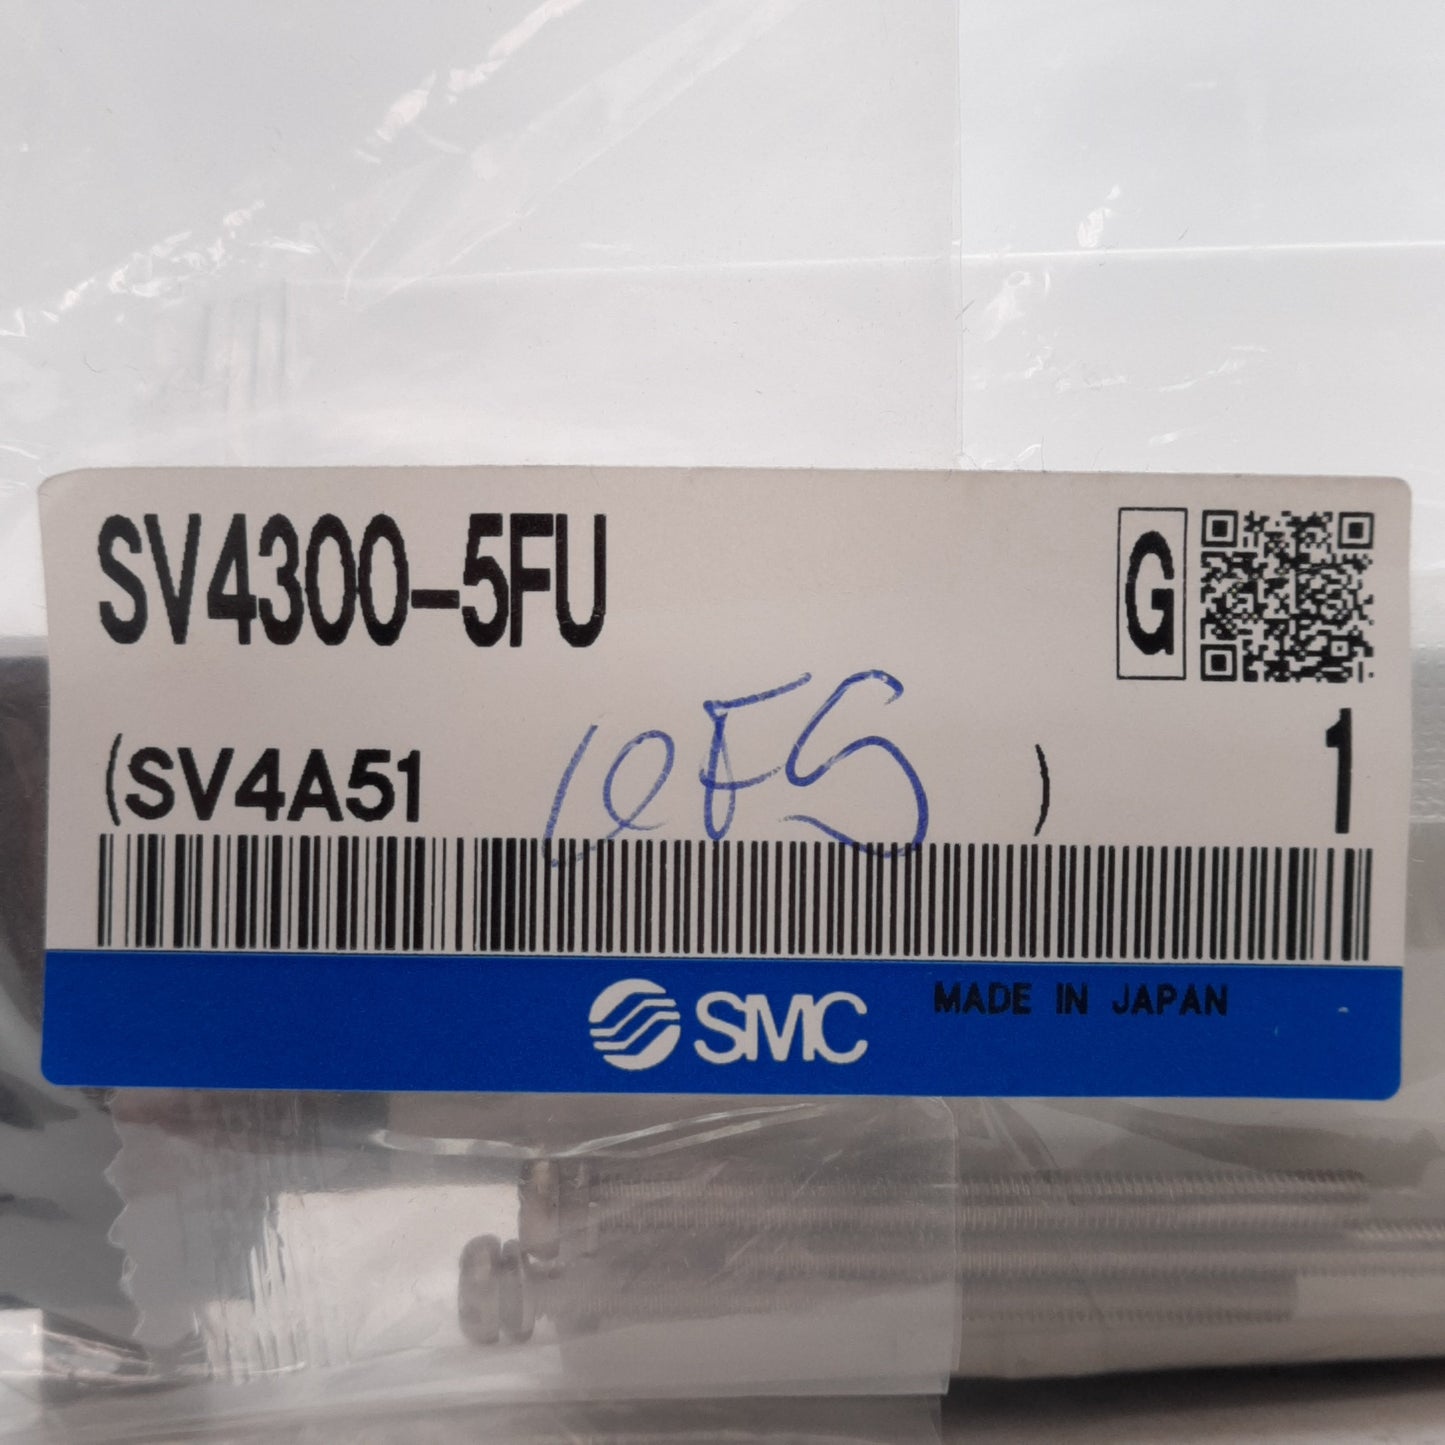 SV4300-5FU
G
(SV4A51 )
1
SMC
MADE IN JAPAN